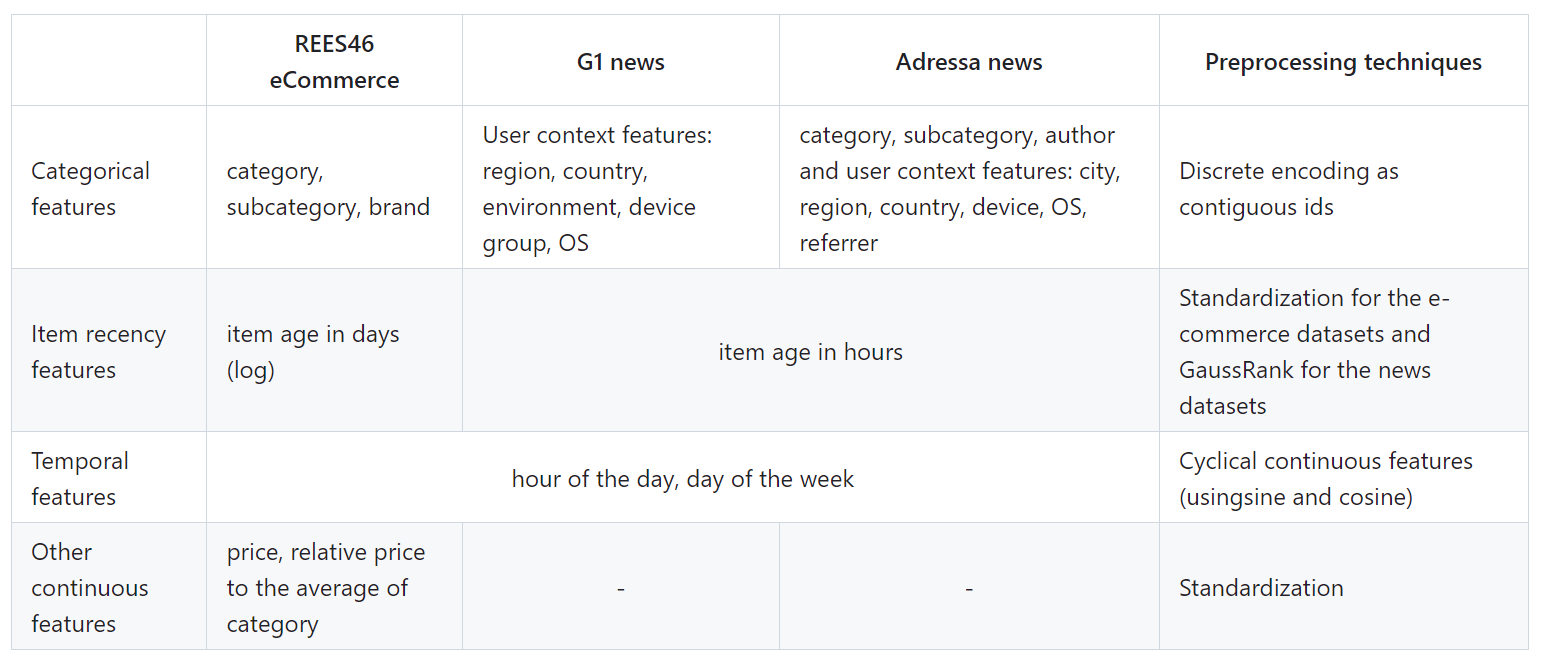 REES46
eCommerce
G1 news
Adressa news
Preprocessing techniques
Categorical
features
category,
subcategory, brand
User context features:
region, country,
environment, device
group, OS
category, subcategory, author
and user context features: city,
region, country, device, OS,
referrer
Discrete encoding as
contiguous ids
Item recency
features
item age in days
(log)
item age in hours
Standardization for the e-
commerce datasets and
GaussRank for the news
datasets
Temporal
features
hour of the day, day of the week
Cyclical continuous features
(usingsine and cosine)
Other
continuous
features
price, relative price
to the average of
category
-
-
Standardization